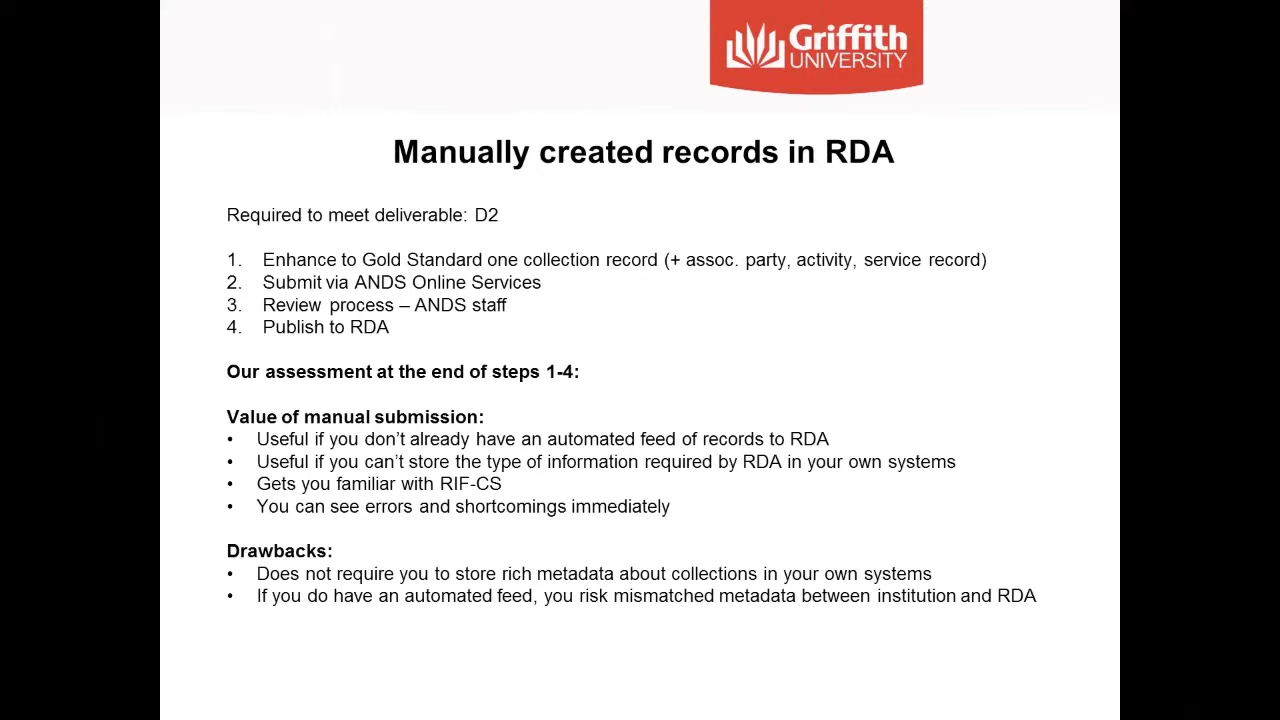 Griffith
UNIVERSITY
Manually created records in RDA
Required to meet deliverable: D2
1. Enhance to Gold Standard one collection record (+ assoc. party, activity, service record)
2. Submit via ANDS Online Services
3. Review process – ANDS staff
4. Publish to RDA
Our assessment at the end of steps 1-4:
Value of manual submission:
• Useful if you don’t already have an automated feed of records to RDA
• Useful if you can’t store the type of information required by RDA in your own systems
• Gets you familiar with RIF-CS
• You can see errors and shortcomings immediately
Drawbacks:
• Does not require you to store rich metadata about collections in your own systems
• If you do have an automated feed, you risk mismatched metadata between institution and RDA